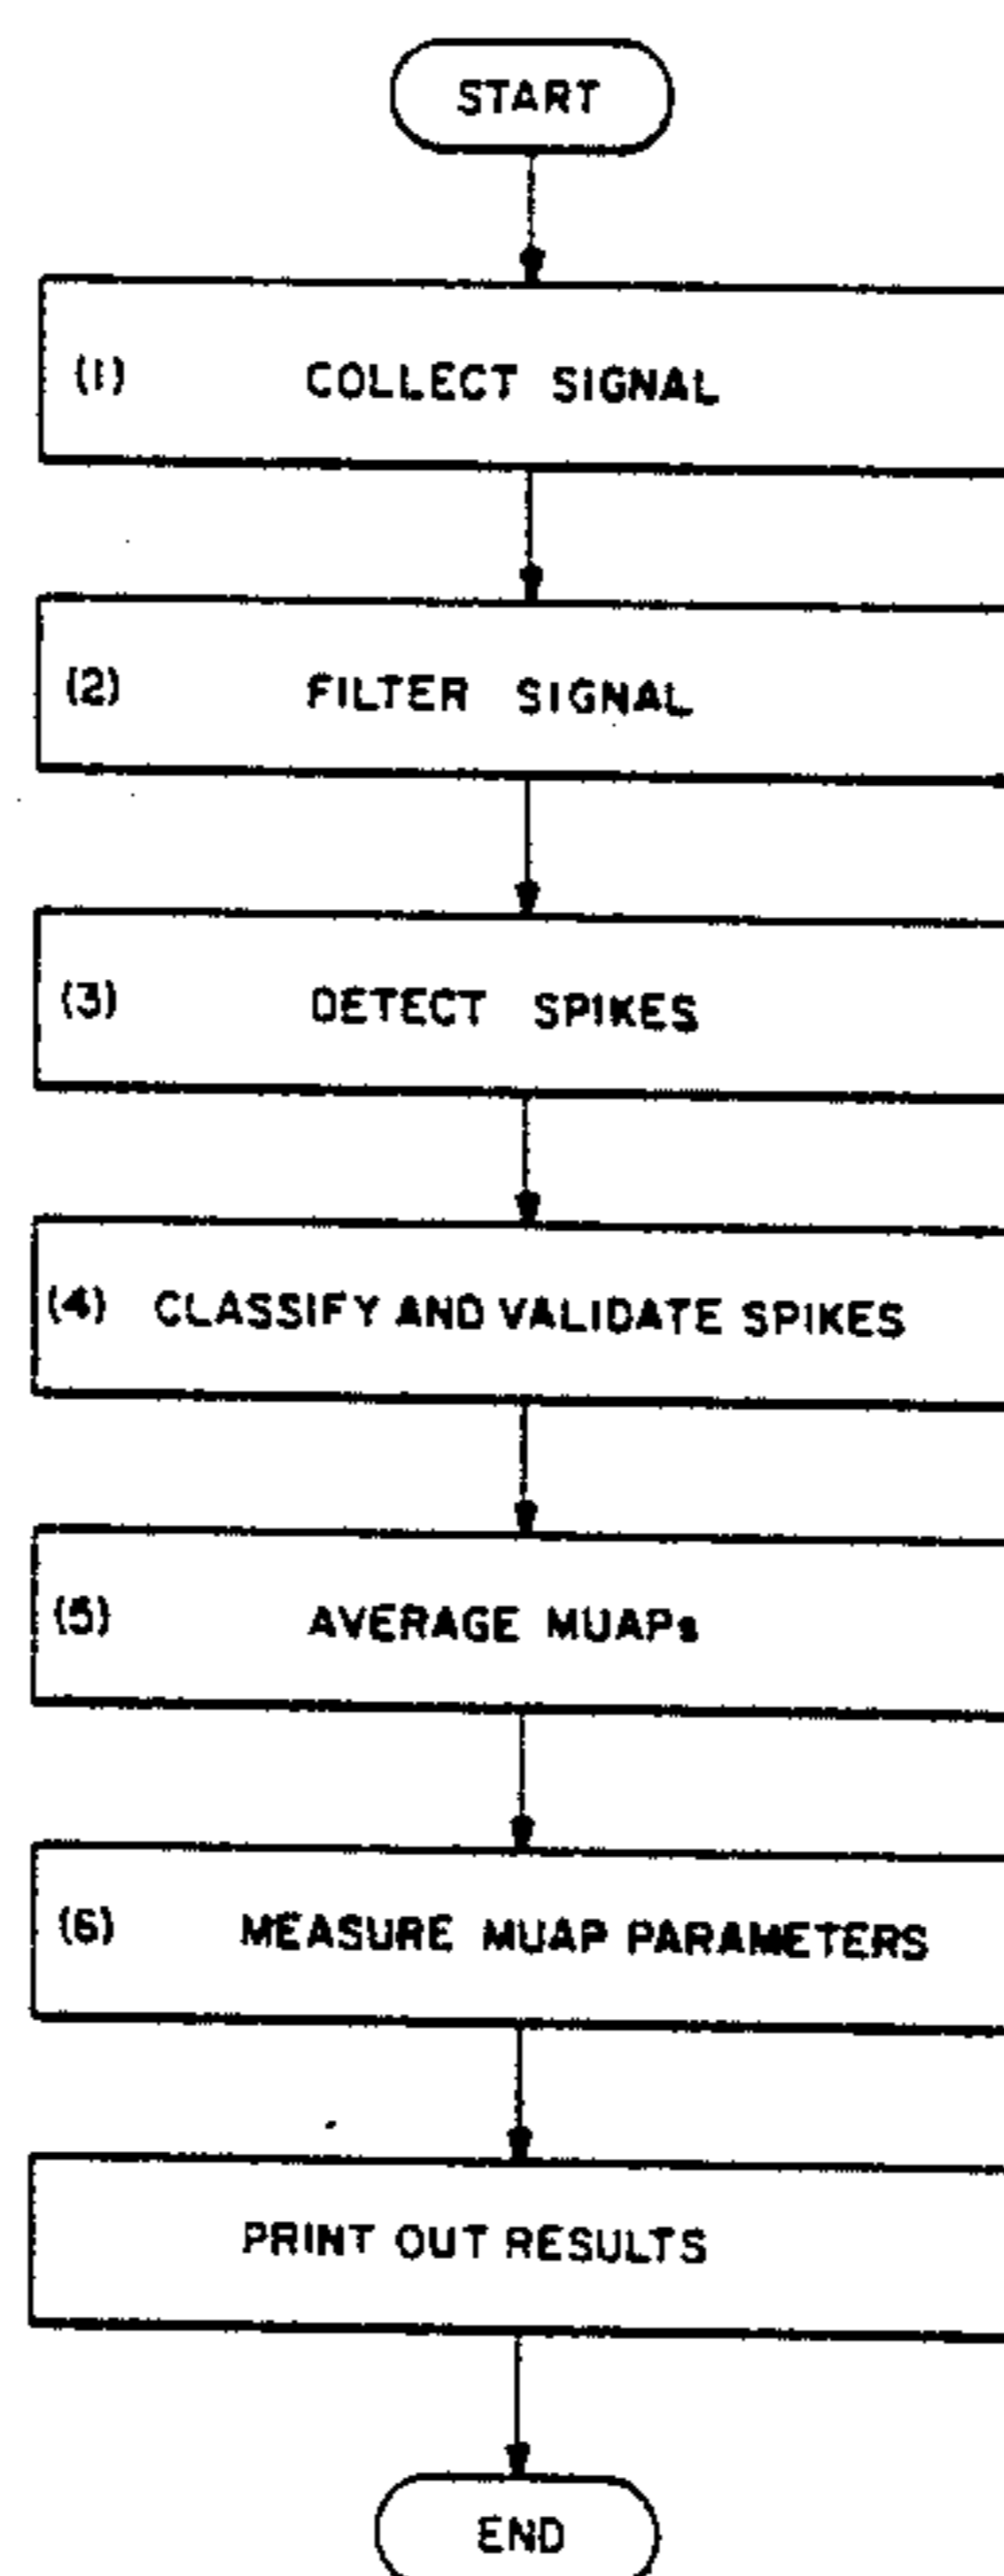 START
(1) COLLECT SIGNAL
(2) FILTER SIGNAL
(3) DETECT SPIKES
(4) CLASSIFY AND VALIDATE SPIKES
(5) AVERAGE MUAPs
(6) MEASURE MUAP PARAMETERS
PRINT OUT RESULTS
END